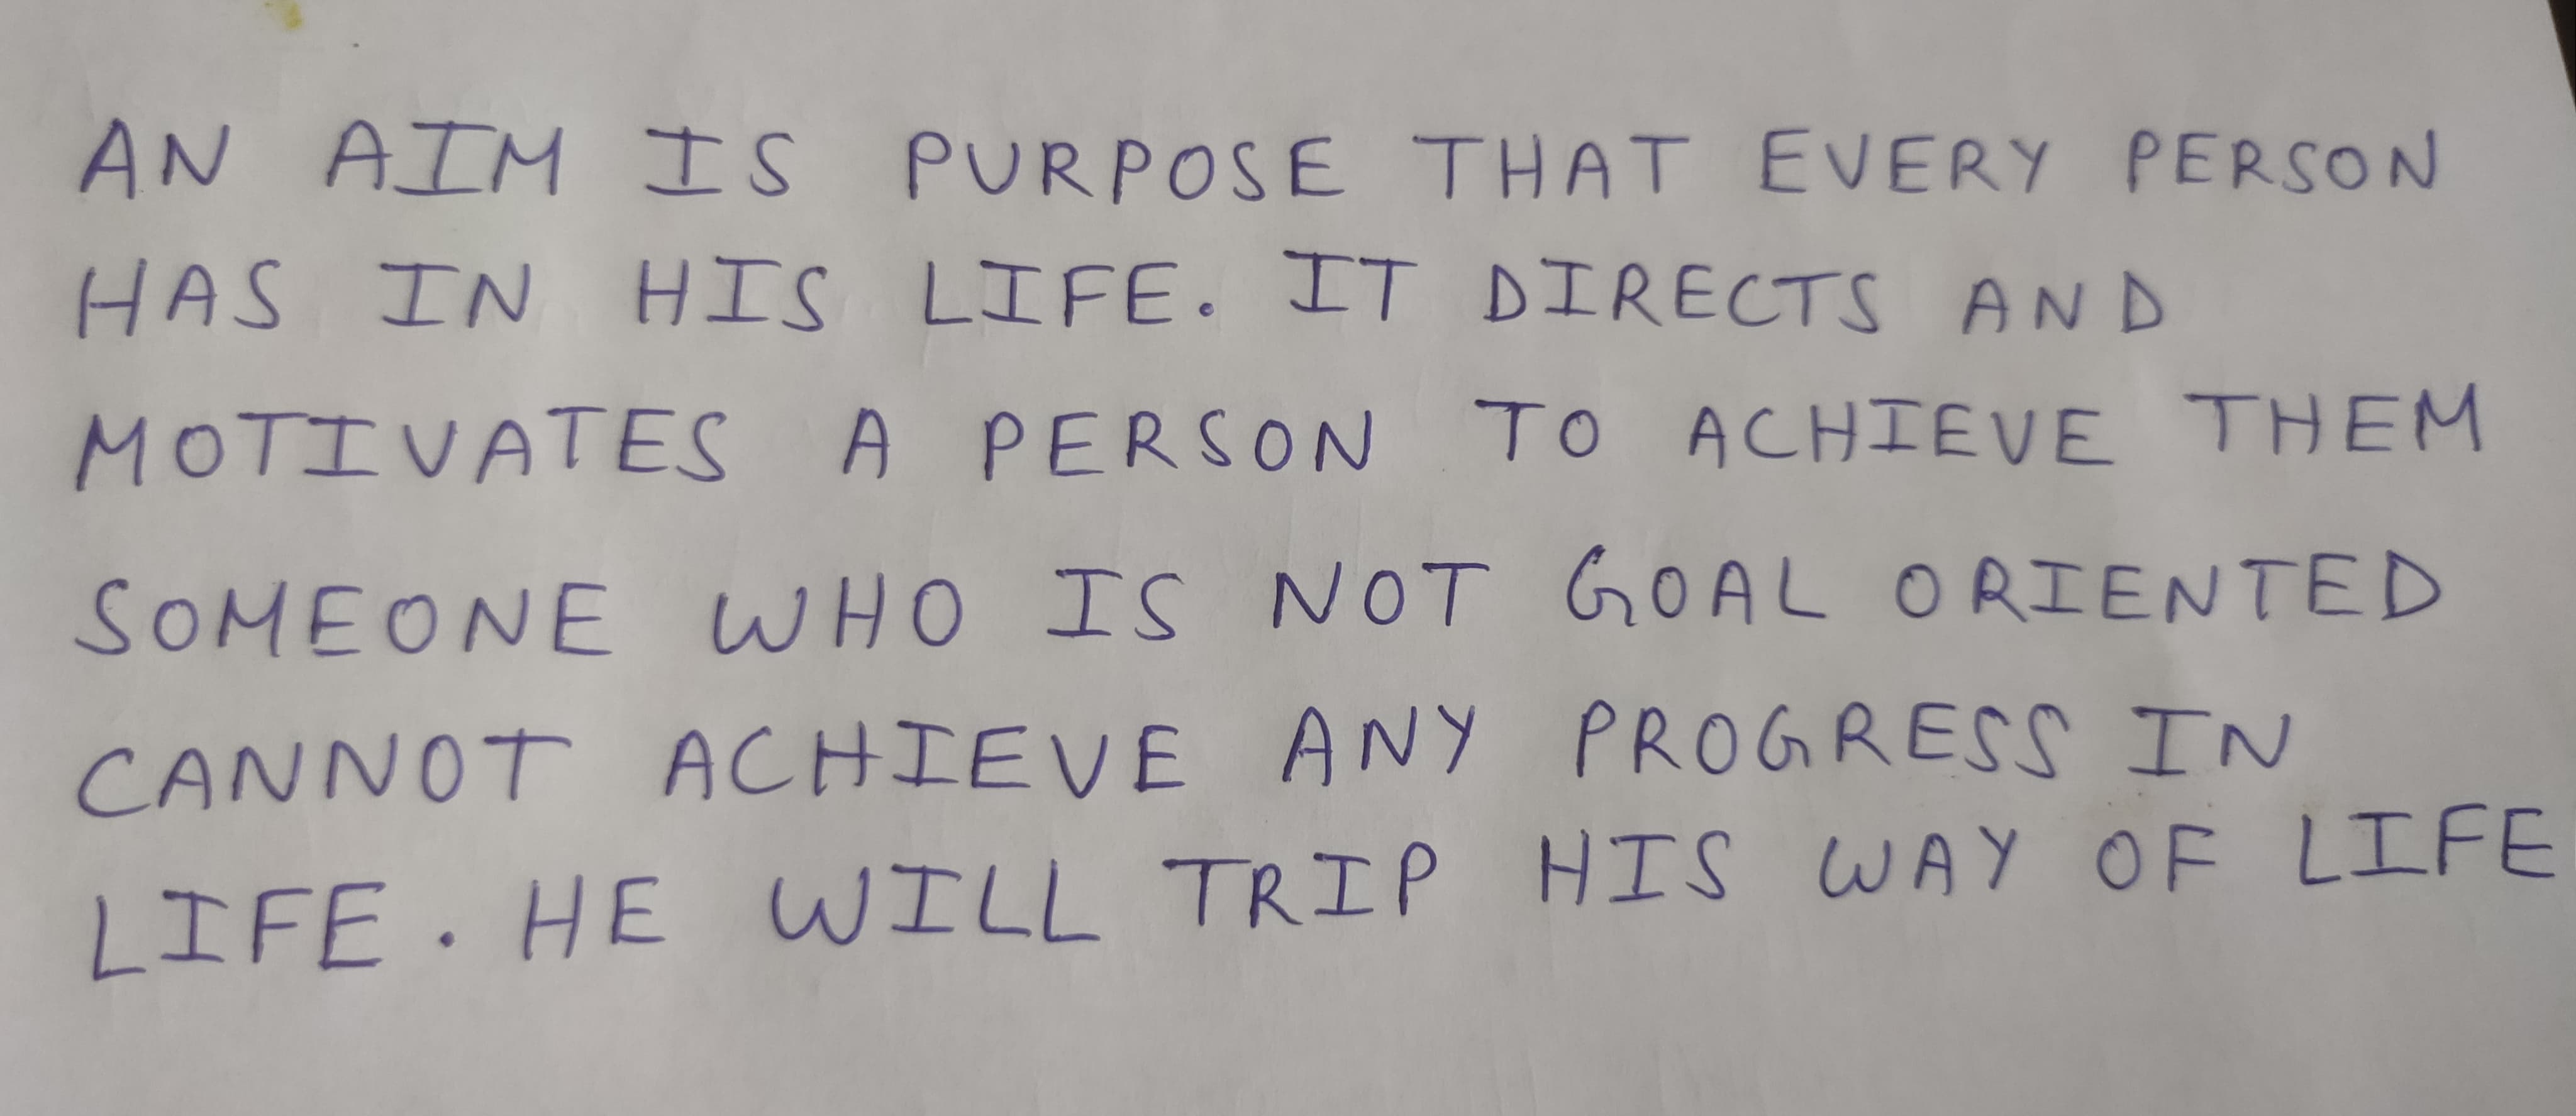 AN AIM IS PURPOSE THAT EVERY PERSON
HAS IN HIS LIFE. IT DIRECTS AND
MOTIVATES A PERSON TO ACHIEVE THEM
SOMEONE WHO IS NOT GOAL ORIENTED
CANNOT ACHIEVE ANY PROGRESS IN
LIFE. HE WILL TRIP HIS WAY OF LIFE